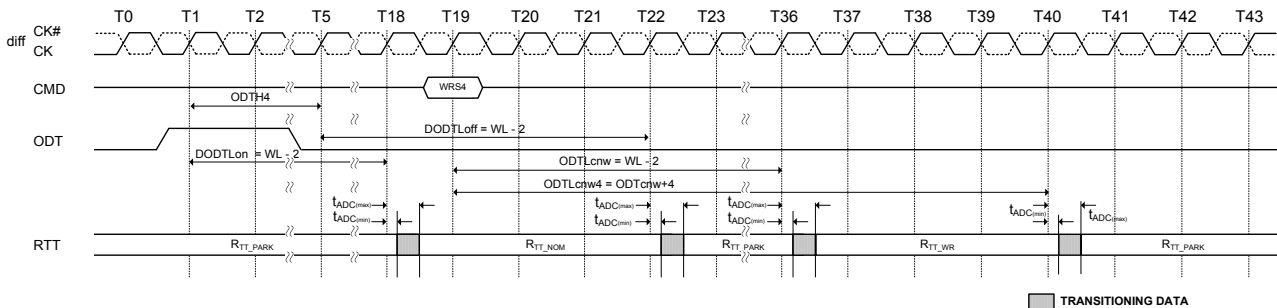 T0 T1 T2 T5 T18 T19 T20 T21 T22 T23 T36 T37 T38 T39 T40 T41 T42 T43
diff CK#
CK
CMD WRS4
ODTH4
DODTLoff = WL - 2
ODT
DODTLon = WL - 2
ODTLcnw = WL - 2
ODTLcnw4 = ODTcnw+4
tADC(max) tADC(max) tADC(max)
tADC(min) tADC(min) tADC(min) tADC(min) tADC(max)
RTT RTT_PARK RTT_NOM RTT_PARK RTT_WR RTT_PARK
TRANSITIONING DATA